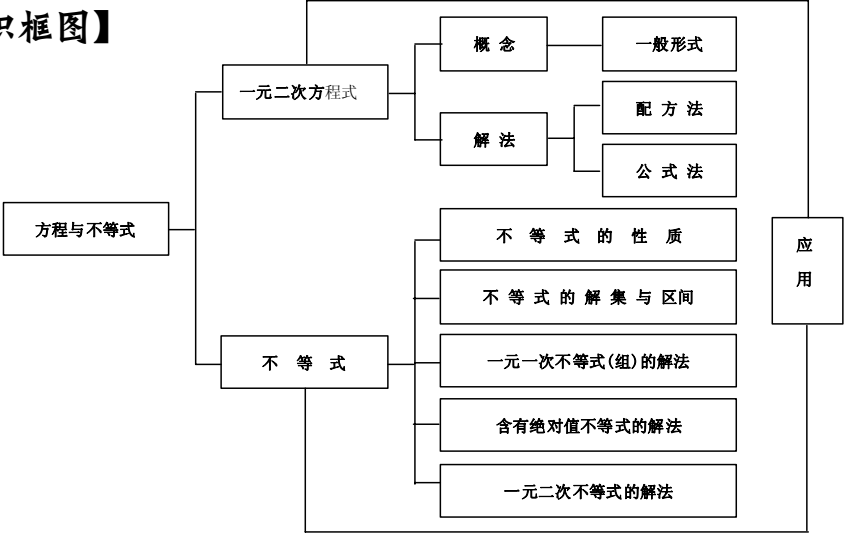 识框图】
概 念
一般形式
一元二次方程式
配 方 法
解 法
公 式 法
方程与不等式
不 等 式 的 性 质
应
用
不 等 式 的 解 集 与 区间
不 等 式
一元一次不等式(组)的解法
含有绝对值不等式的解法
一元二次不等式的解法